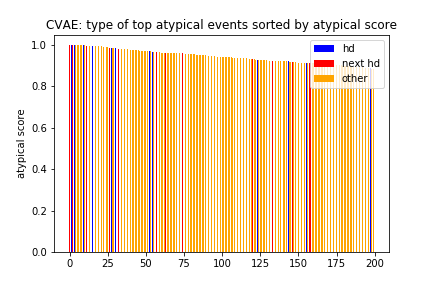 CVAE: type of top atypical events sorted by atypical score
1.0
0.8
0.6
0.4
0.2
0.0
atypical score
hd
next hd
other
0 25 50 75 100 125 150 175 200